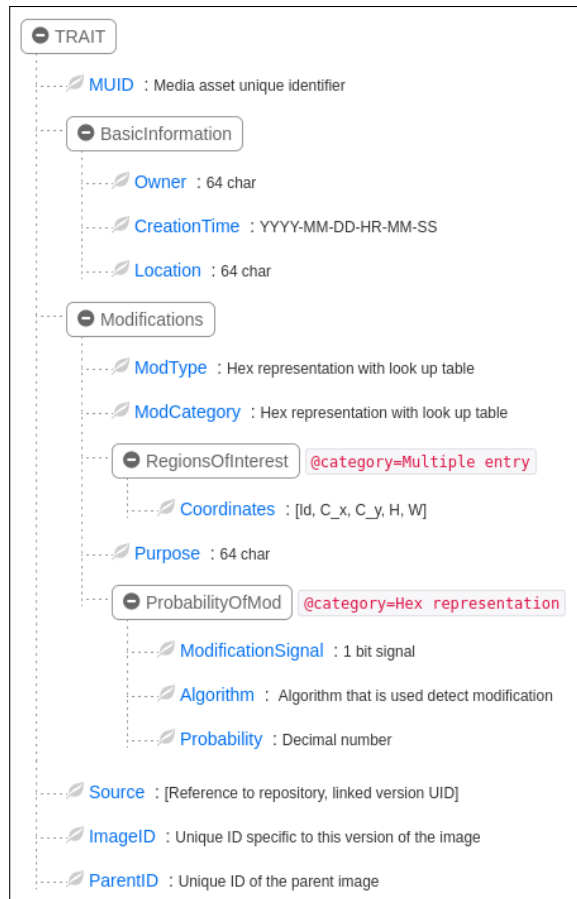 TRAIT
MUID : Media asset unique identifier
BasicInformation
Owner : 64 char
CreationTime : YYYY-MM-DD-HR-MM-SS
Location : 64 char
Modifications
ModType : Hex representation with look up table
ModCategory : Hex representation with look up table
RegionsOfInterest @category=Multiple entry
Coordinates : [Id, C_x, C_y, H, W]
Purpose : 64 char
ProbabilityOfMod @category=Hex representation
ModificationSignal : 1 bit signal
Algorithm : Algorithm that is used detect modification
Probability : Decimal number
Source : [Reference to repository, linked version UID]
ImageID : Unique ID specific to this version of the image
ParentID : Unique ID of the parent image